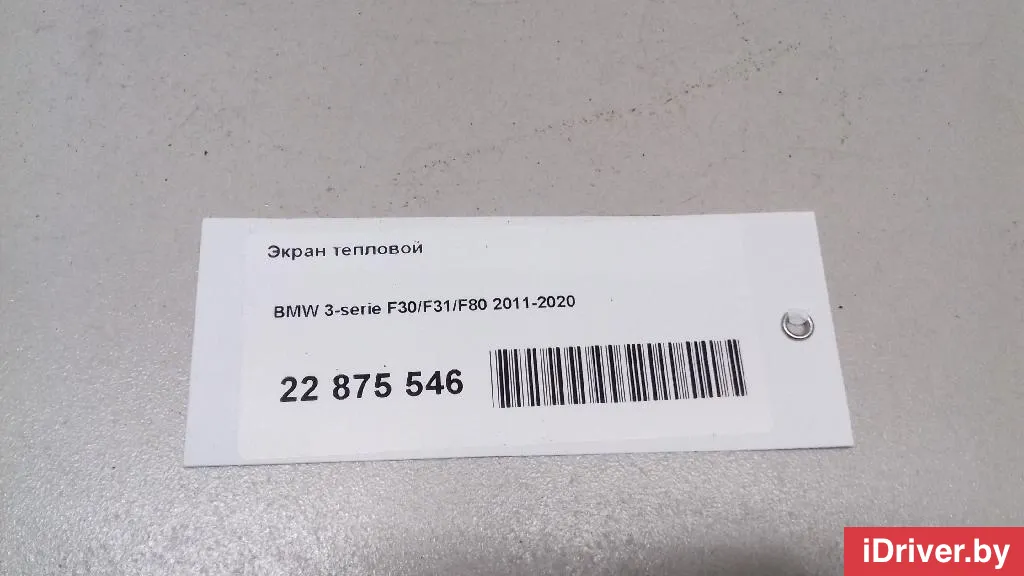 Экран тепловой
BMW 3-serie F30/F31/F80 2011-2020
22 875 546
iDriver.by